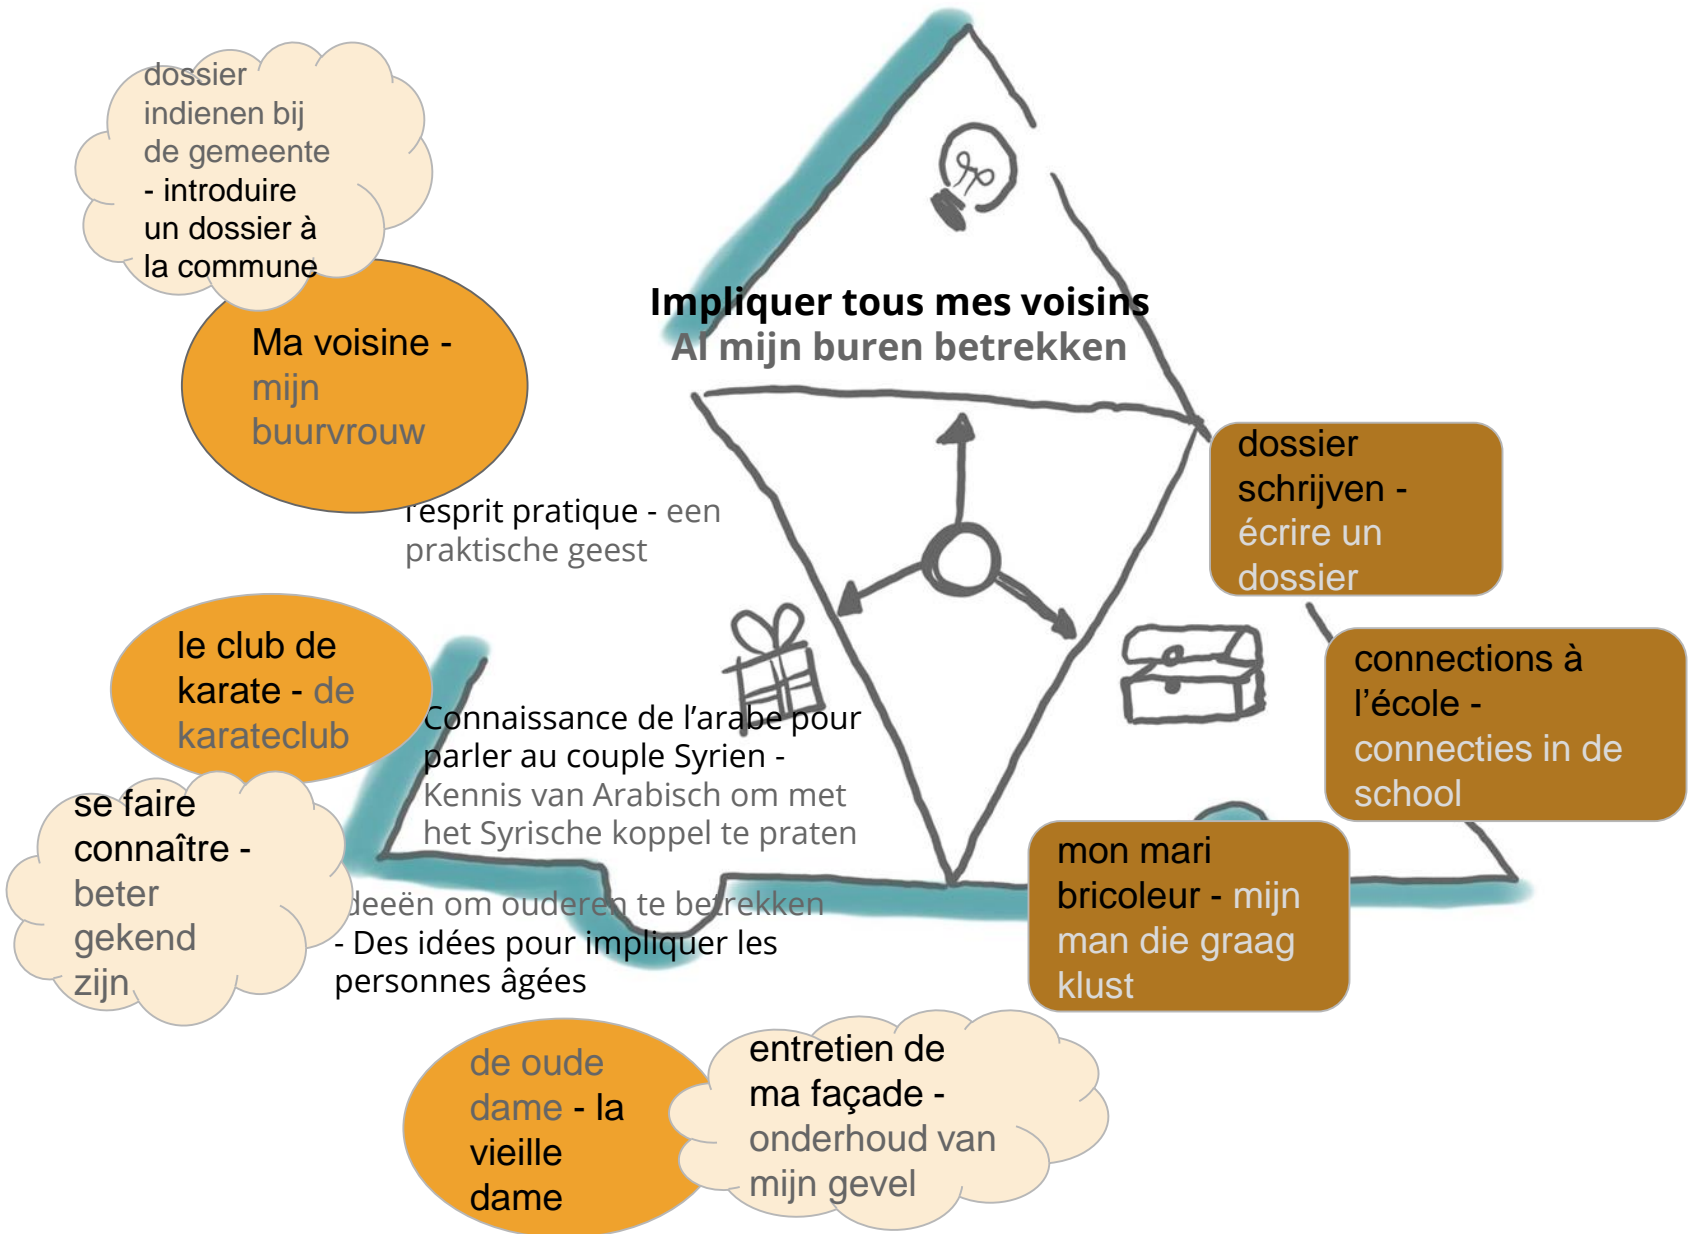 dossier
indienen bij
de gemeente
- introduire
un dossier à
la commune
Ma voisine -
mijn
buurvrouw
Impliquer tous mes voisins
Al mijn buren betrekken
l'esprit pratique - een
praktische geest
dossier
schrijven -
écrire un
dossier
le club de
karate - de
karateclub
Connaissance de l’arabe pour
parler au couple Syrien -
Kennis van Arabisch om met
het Syrische koppel te praten
connections à
l’école -
connecties in de
school
se faire
connaître -
beter
gekend
zijn
deeën om ouderen te betrekken
- Des idées pour impliquer les
personnes âgées
mon mari
bricoleur - mijn
man die graag
klust
de oude
dame - la
vieille
dame
entretien de
ma façade -
onderhoud van
mijn gevel